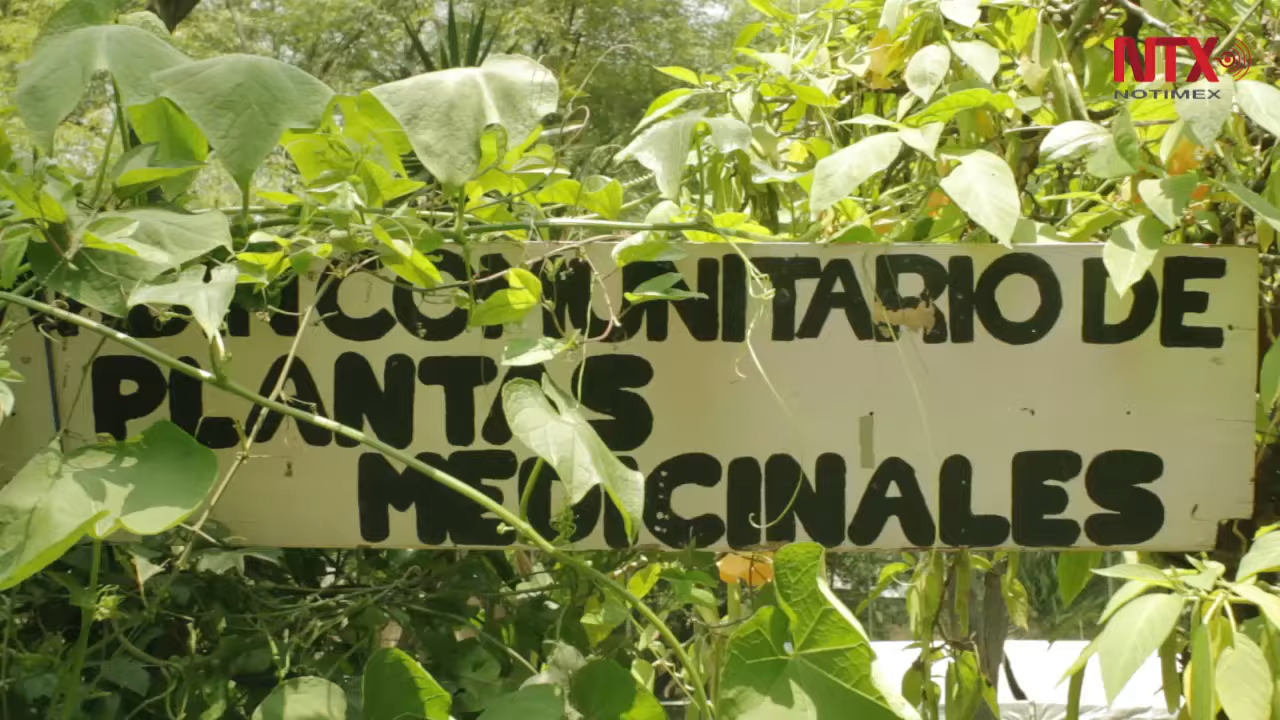 NTX
NOTIMEX
COMUNITARIO DE
PLANTAS
MEDICINALES